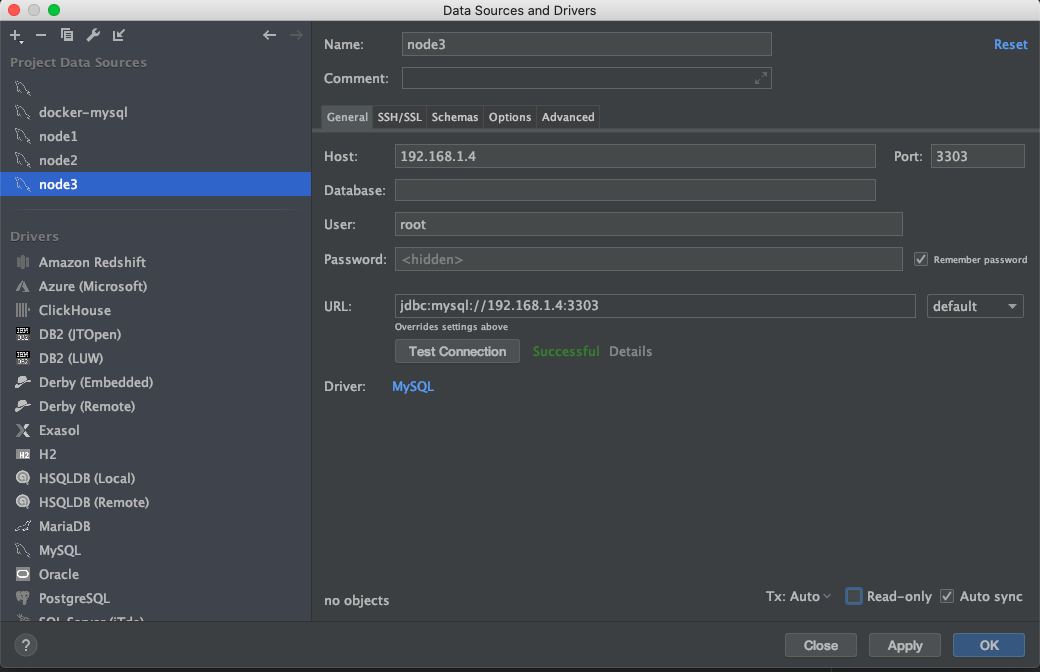 Data Sources and Drivers
Project Data Sources
docker-mysql
node1
node2
node3
Drivers
Amazon Redshift
Azure (Microsoft)
ClickHouse
DB2 (JTOpen)
DB2 (LUW)
Derby (Embedded)
Derby (Remote)
Exasol
H2
HSQLDB (Local)
HSQLDB (Remote)
MariaDB
MySQL
Oracle
PostgreSQL
SQL Server (jTds)
Name: node3 Reset
Comment:
General SSH/SSL Schemas Options Advanced
Host: 192.168.1.4 Port: 3303
Database:
User: root
Password: <hidden> Remember password
URL: jdbc:mysql://192.168.1.4:3303 default
Overrides settings above
Test Connection Successful Details
Driver: MySQL
no objects Tx: Auto Read-only Auto sync
? Close Apply OK